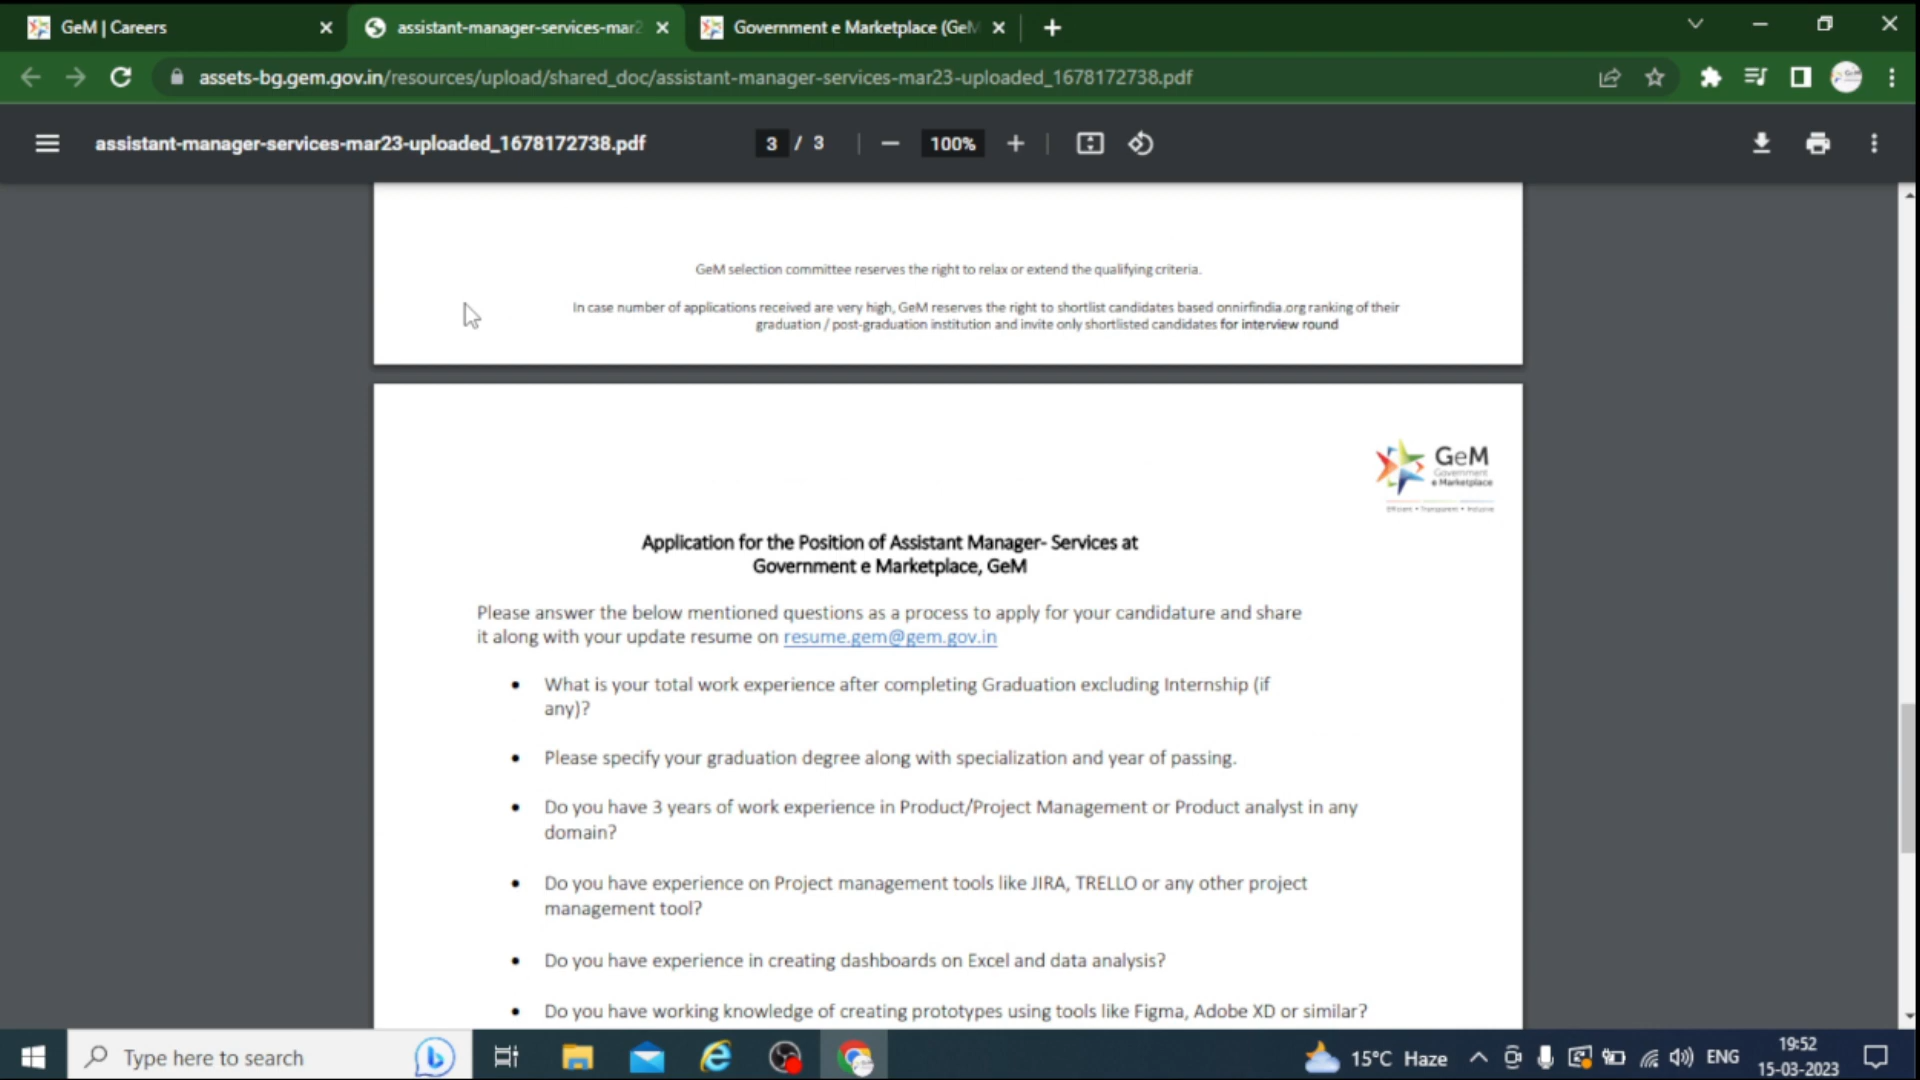 GeM | Careers
assistant-manager-services-mar2
Government e Marketplace (GeM
assets-bg.gem.gov.in/resources/upload/shared_doc/assistant-manager-services-mar23-uploaded_1678172738.pdf
assistant-manager-services-mar23-uploaded_1678172738.pdf
3 / 3
100%
GeM selection committee reserves the right to relax or extend the qualifying criteria.
In case number of applications received are very high, GeM reserves the right to shortlist candidates based onnirfindia.org ranking of their
graduation / post-graduation institution and invite only shortlisted candidates for interview round
GeM
Government
e Marketplace
Efficient • Transparent • Inclusive
Application for the Position of Assistant Manager- Services at
Government e Marketplace, GeM
Please answer the below mentioned questions as a process to apply for your candidature and share
it along with your update resume on resume.gem@gem.gov.in
• What is your total work experience after completing Graduation excluding Internship (if
any)?
• Please specify your graduation degree along with specialization and year of passing.
• Do you have 3 years of work experience in Product/Project Management or Product analyst in any
domain?
• Do you have experience on Project management tools like JIRA, TRELLO or any other project
management tool?
• Do you have experience in creating dashboards on Excel and data analysis?
• Do you have working knowledge of creating prototypes using tools like Figma, Adobe XD or similar?
Type here to search
15°C Haze
ENG
19:52
15-03-2023